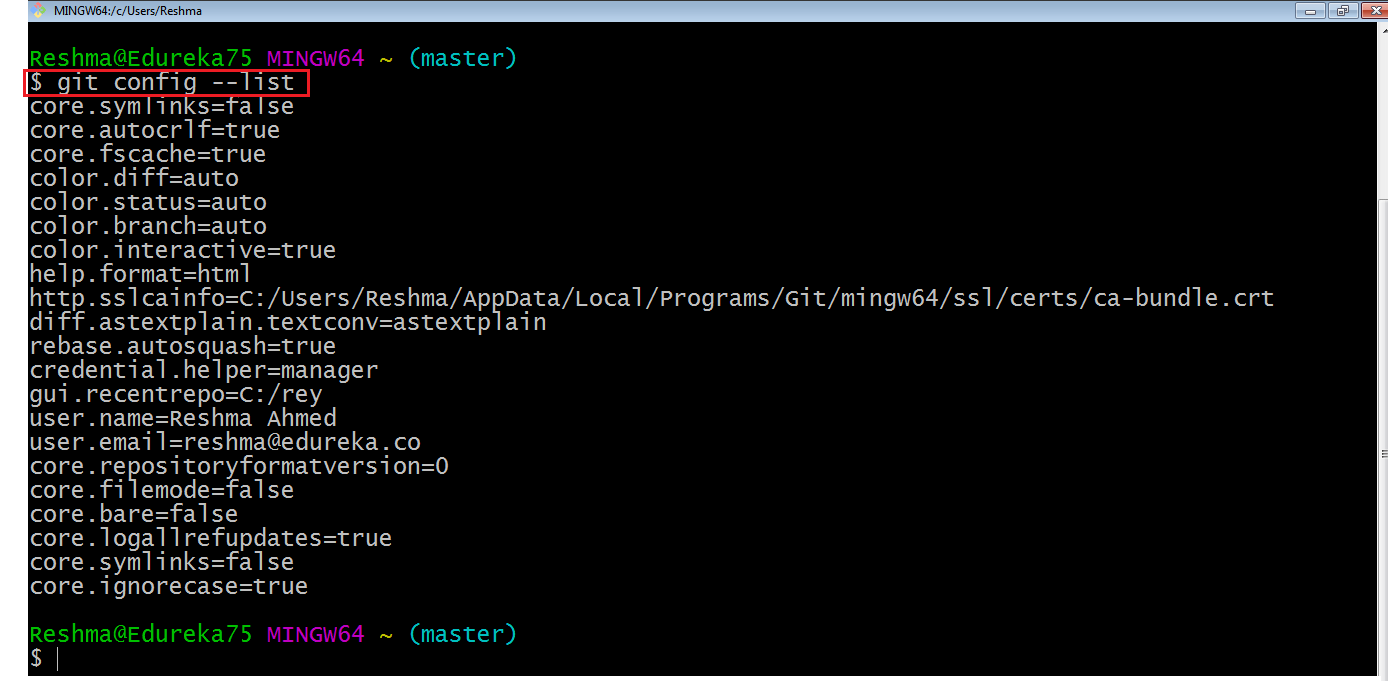 MINGW64:/c/Users/Reshma
Reshma@Edureka75 MINGW64 ~ (master)
$ git config --list
core.symlinks=false
core.autocrlf=true
core.fscache=true
color.diff=auto
color.status=auto
color.branch=auto
color.interactive=true
help.format=html
http.sslcainfo=C:/Users/Reshma/AppData/Local/Programs/Git/mingw64/ssl/certs/ca-bundle.crt
diff.astextplain.textconv=astextplain
rebase.autosquash=true
credential.helper=manager
gui.recentrepo=C:/rey
user.name=Reshma Ahmed
user.email=reshma@edureka.co
core.repositoryformatversion=0
core.filemode=false
core.bare=false
core.logallrefupdates=true
core.symlinks=false
core.ignorecase=true
Reshma@Edureka75 MINGW64 ~ (master)
$